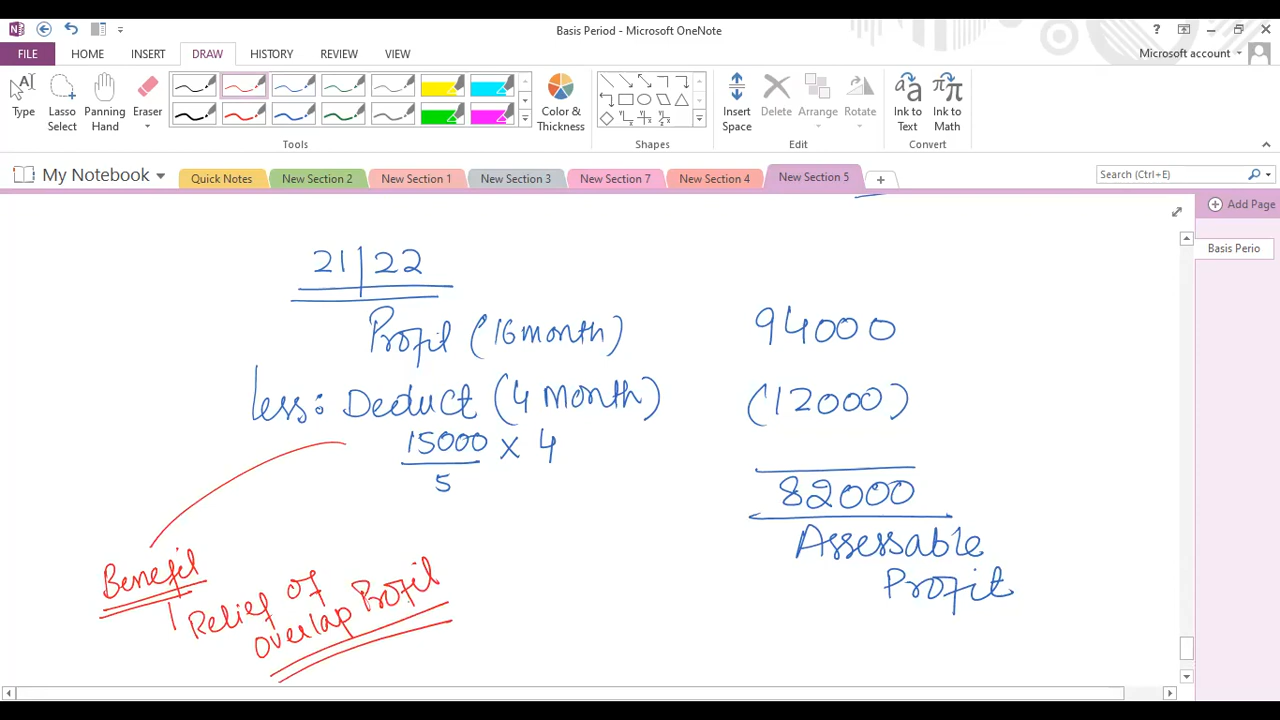 Basis Period - Microsoft OneNote
?
FILE
HOME
INSERT
DRAW
HISTORY
REVIEW
VIEW
Microsoft account
Type
Lasso Select
Panning Hand
Eraser
Color & Thickness
Insert Space
Delete
Arrange
Rotate
Ink to Text
Ink to Math
Tools
Shapes
Edit
Convert
My Notebook
Quick Notes
New Section 2
New Section 1
New Section 3
New Section 7
New Section 4
New Section 5
Search (Ctrl+E)
Add Page
Basis Perio
21 | 22
Profit (16 month) 94000
less: Deduct (4 Month) (12000)
15000 x 4
5
82000
Assessable
Profit
Benefit
Relief of
overlap Profit